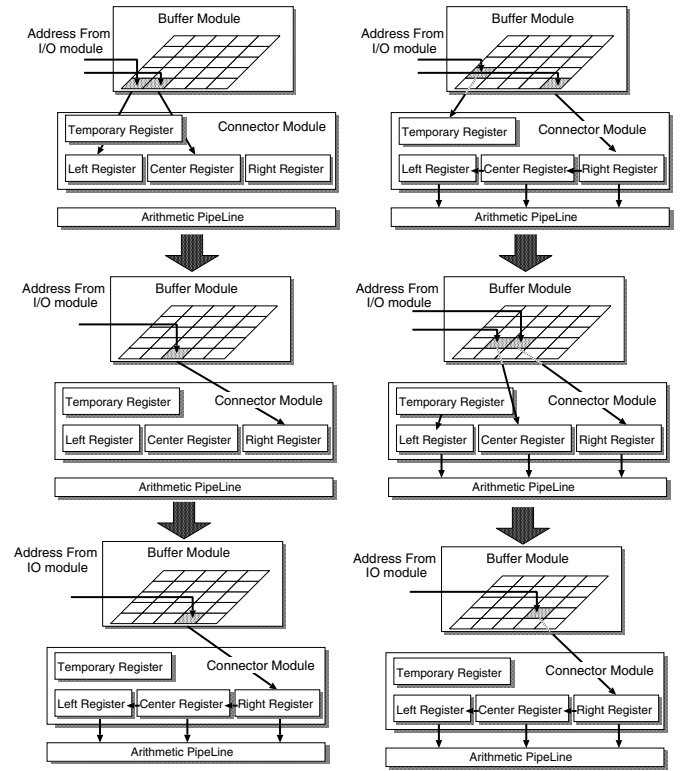 Buffer Module
Address From
I/O module
Temporary Register
Connector Module
Left Register
Center Register
Right Register
Arithmetic PipeLine
Buffer Module
Address From
I/O module
Temporary Register
Connector Module
Left Register
Center Register
Right Register
Arithmetic PipeLine
Address From
IO module
Buffer Module
Temporary Register
Connector Module
Left Register
Center Register
Right Register
Arithmetic PipeLine
Buffer Module
Address From
I/O module
Connector Module
Temporary Register
Left Register
Center Register
Right Register
Arithmetic PipeLine
Buffer Module
Address From
I/O module
Connector Module
Temporary Register
Left Register
Center Register
Right Register
Arithmetic PipeLine
Address From
IO module
Buffer Module
Temporary Register
Connector Module
Left Register
Center Register
Right Register
Arithmetic PipeLine